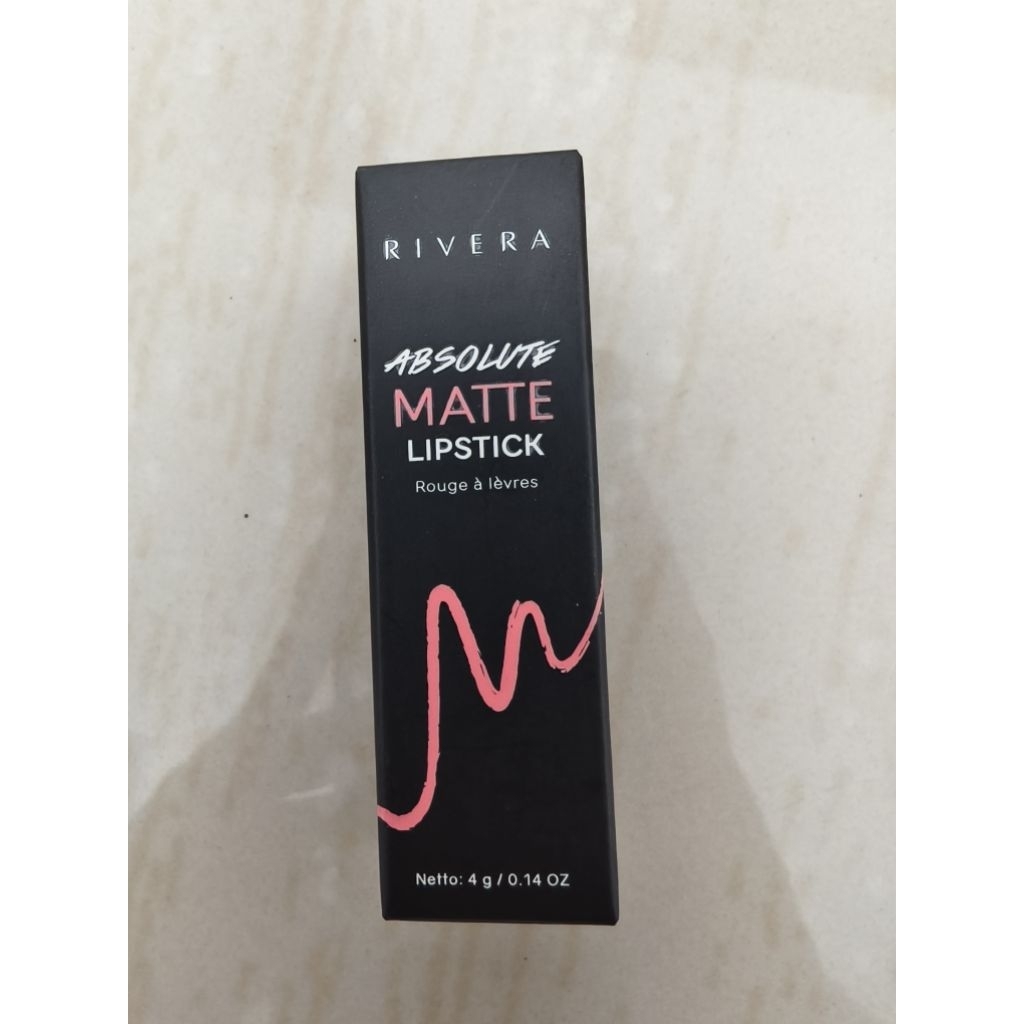 RIVERA
ABSOLUTE
MATTE
LIPSTICK
Rouge à lèvres
Netto: 4 g / 0.14 OZ